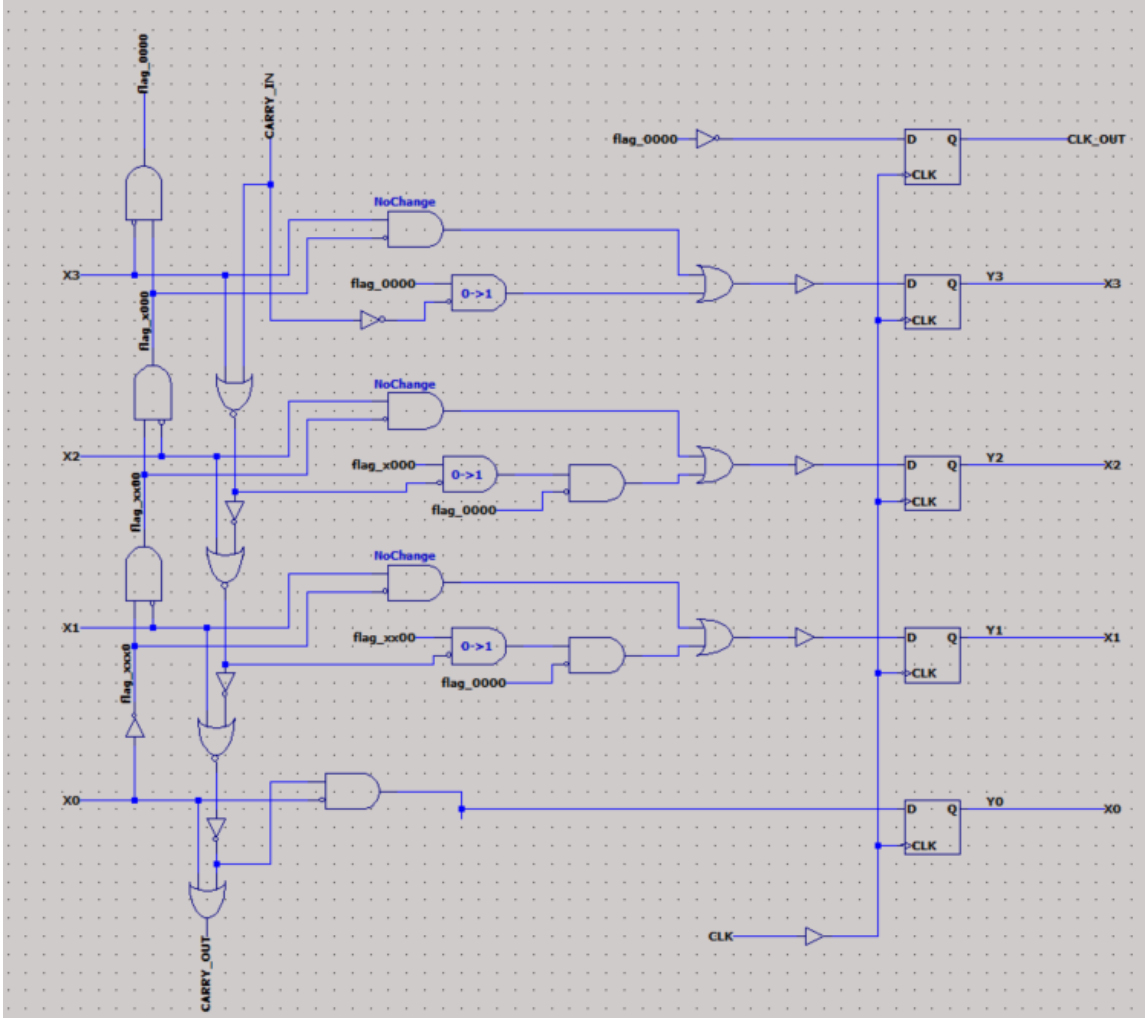 flag_0000
CARRY_IN
flag_0000
D
Q
CLK_OUT
CLK
NoChange
X3
flag_0000
0->1
D
Q
Y3
X3
CLK
flag_x000
NoChange
X2
flag_x000
0->1
D
Q
Y2
X2
CLK
flag_0000
flag_xx00
NoChange
X1
flag_xx00
0->1
D
Q
Y1
X1
CLK
flag_0000
flag_xxx0
X0
D
Q
Y0
X0
CLK
CLK
CARRY_OUT